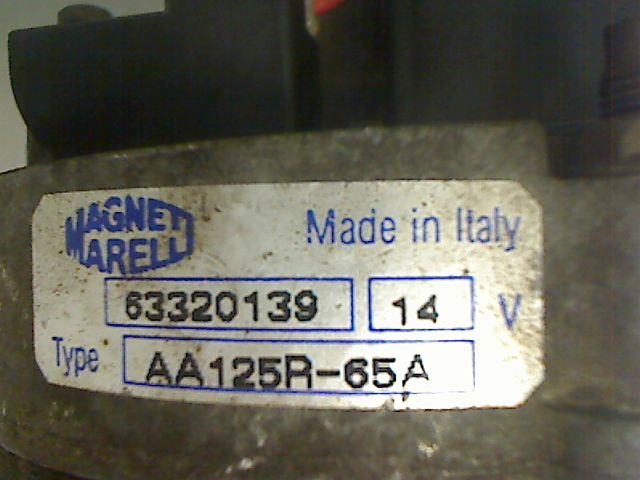 MAGNETI
MARELLI
Made in Italy
63320139 14 V
Type AA125R-65A